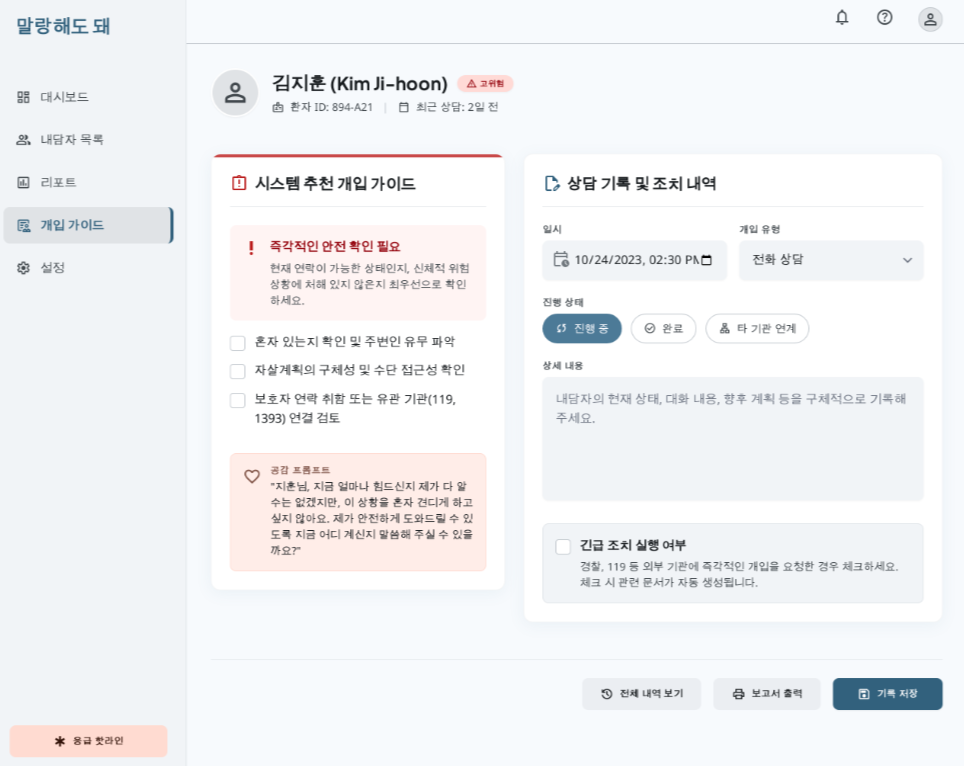 말랑해도 돼
대시보드
내담자 목록
리포트
개입 가이드
설정
응급 핫라인
김지훈 (Kim Ji-hoon)
고위험
환자 ID: 894-A21 | 최근 상담: 2일 전
시스템 추천 개입 가이드
즉각적인 안전 확인 필요
현재 연락이 가능한 상태인지, 신체적 위험
상황에 처해 있지 않은지 최우선으로 확인
하세요.
혼자 있는지 확인 및 주변인 유무 파악
자살계획의 구체성 및 수단 접근성 확인
보호자 연락 취함 또는 유관 기관(119,
1393) 연결 검토
공감 프롬프트
"지훈님, 지금 얼마나 힘드신지 제가 다 알
수는 없겠지만, 이 상황을 혼자 견디게 하고
싶지 않아요. 제가 안전하게 도와드릴 수 있
도록 지금 어디 계신지 말씀해 주실 수 있을
까요?"
상담 기록 및 조치 내역
일시
10/24/2023, 02:30 PM
개입 유형
전화 상담
진행 상태
진행 중
완료
타 기관 연계
상세 내용
내담자의 현재 상태, 대화 내용, 향후 계획 등을 구체적으로 기록해
주세요.
긴급 조치 실행 여부
경찰, 119 등 외부 기관에 즉각적인 개입을 요청한 경우 체크하세요.
체크 시 관련 문서가 자동 생성됩니다.
전체 내역 보기
보고서 출력
기록 저장